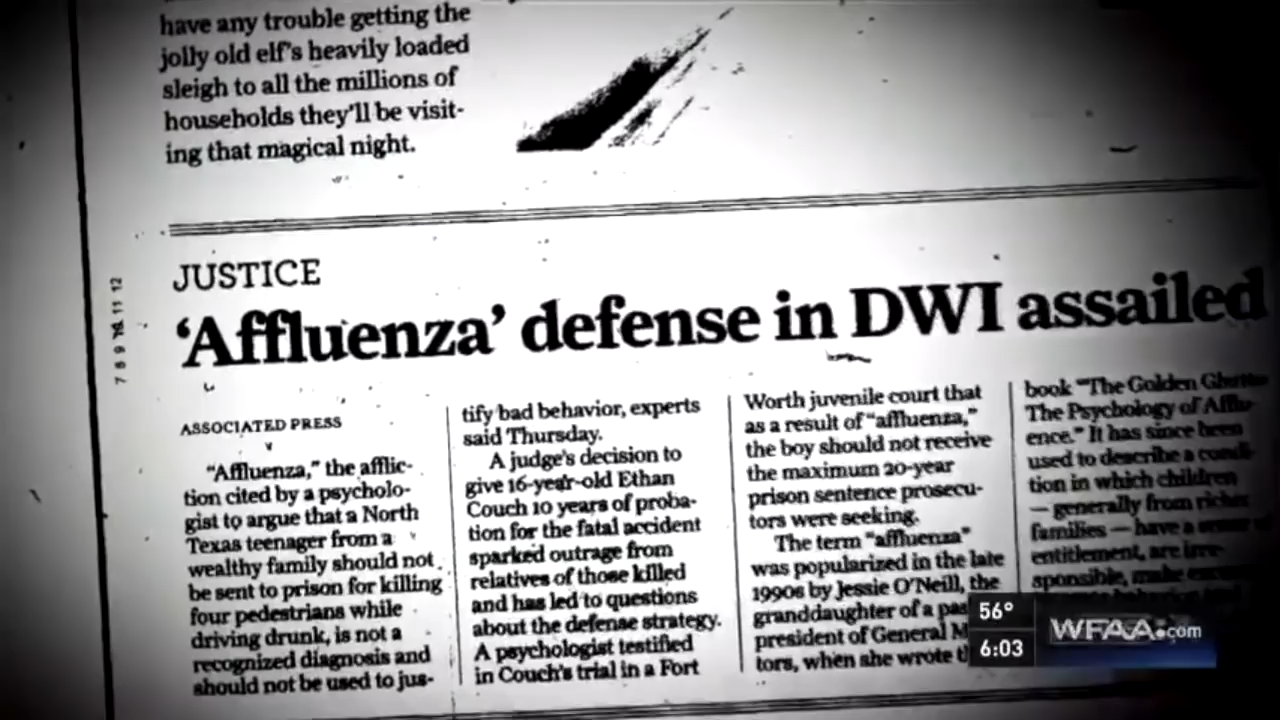 have any trouble getting the
jolly old elf's heavily loaded
sleigh to all the millions of
households they'll be visit-
ing that magical night.
JUSTICE
'Affluenza' defense in DWI assailed
ASSOCIATED PRESS
"Affluenza," the afflic-
tion cited by a psycholo-
gist to argue that a North
Texas teenager from a
wealthy family should not
be sent to prison for killing
four pedestrians while
driving drunk, is not a
recognized diagnosis and
should not be used to jus-
tify bad behavior, experts
said Thursday.
A judge's decision to
give 16-year-old Ethan
Couch 10 years of proba-
tion for the fatal accident
sparked outrage from
relatives of those killed
and has led to questions
about the defense strategy.
A psychologist testified
in Couch's trial in a Fort
Worth juvenile court that
as a result of "affluenza,"
the boy should not receive
the maximum 20-year
prison sentence prosecu-
tors were seeking.
The term "affluenza"
was popularized in the late
1990s by Jessie O'Neill, the
granddaughter of a pas
president of General M
tors, when she wrote t
book "The Golden Ghetto
The Psychology of Afflu-
ence." It has since been
used to describe a condi-
tion in which children
— generally from richer
families — have a sense of
entitlement, are irre-
sponsible, make
56°
6:03
WFAA.com